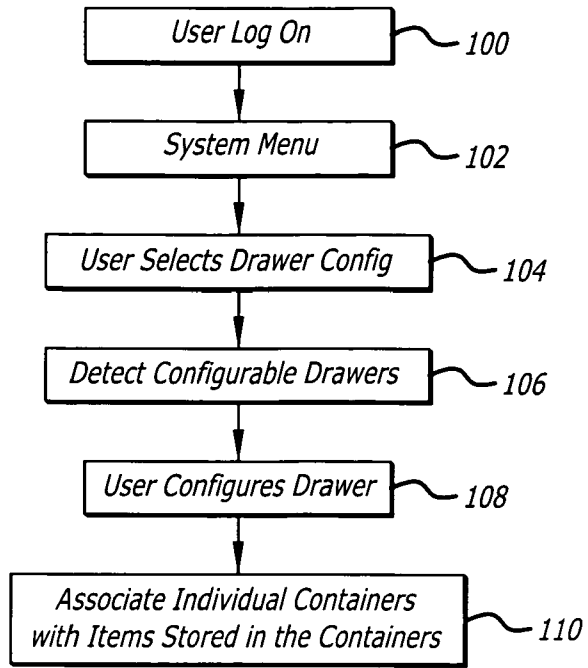 User Log On
100
System Menu
102
User Selects Drawer Config
104
Detect Configurable Drawers
106
User Configures Drawer
108
Associate Individual Containers
with Items Stored in the Containers
110